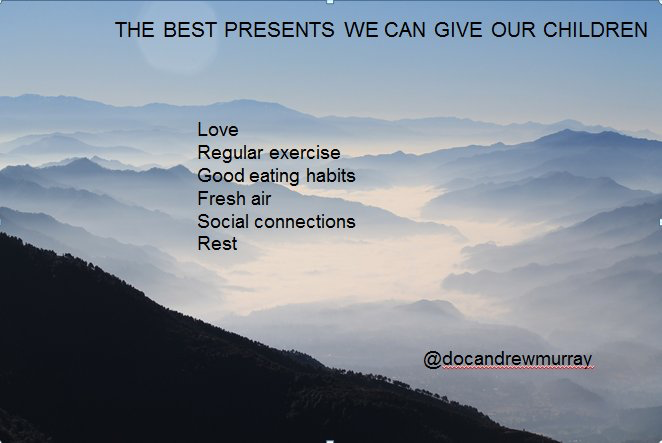 THE BEST PRESENTS WE CAN GIVE OUR CHILDREN
Love
Regular exercise
Good eating habits
Fresh air
Social connections
Rest
@docandrewmurray